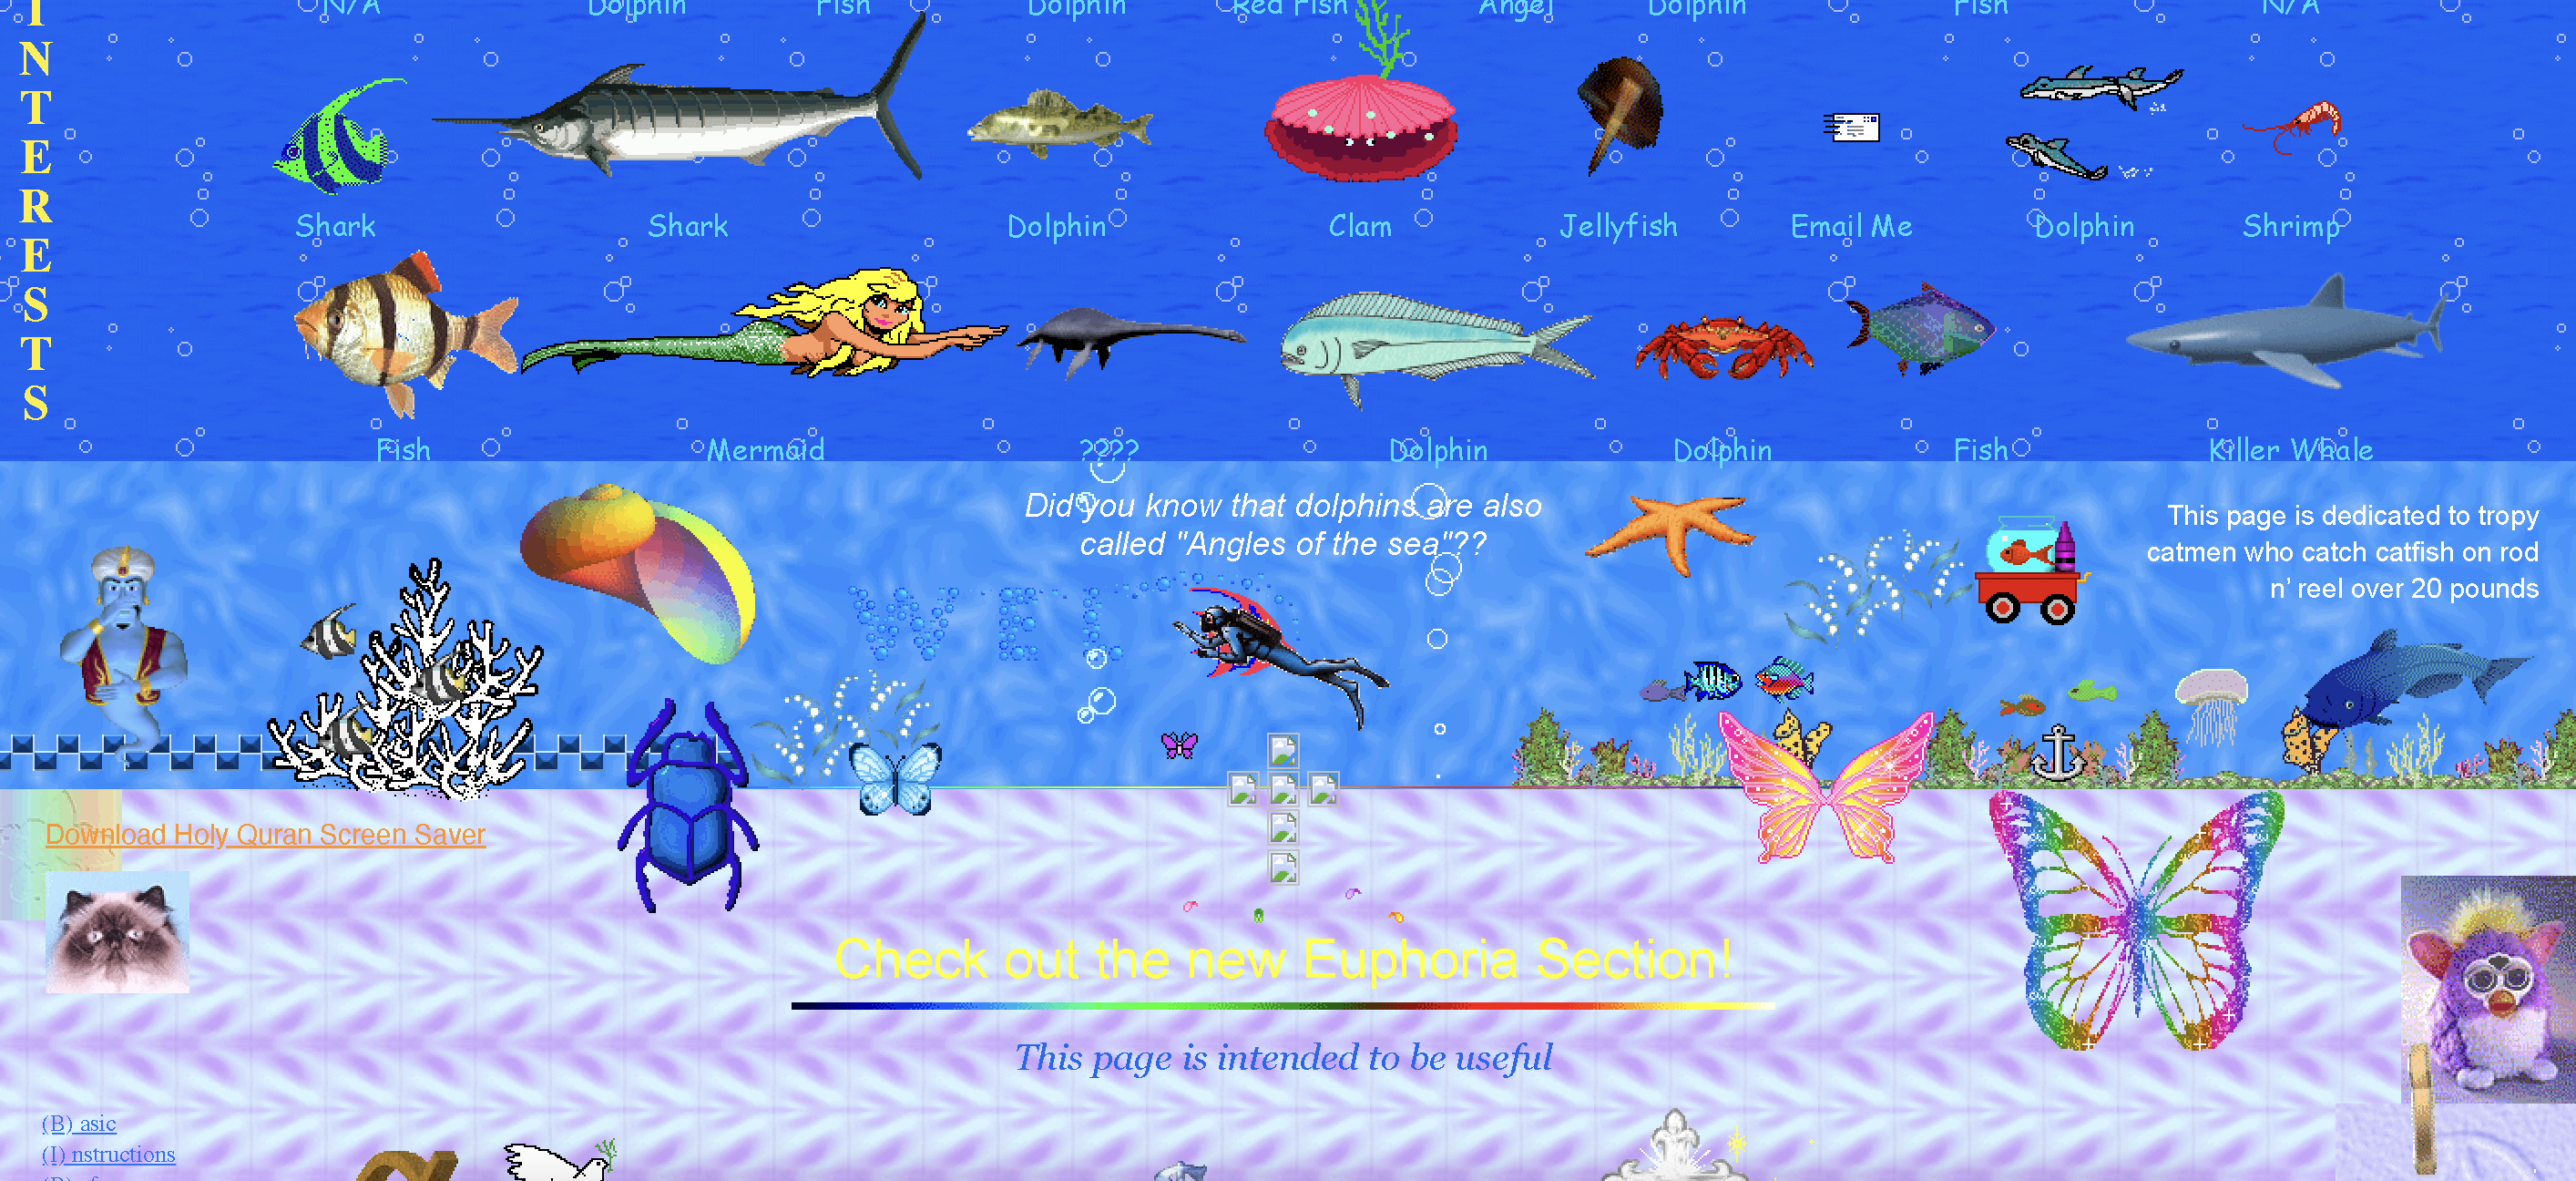 INTERESTS
N/A Dolphin Fish Dolphin Red Fish Angel Dolphin Fish N/A
Shark Shark Dolphin Clam Jellyfish Email Me Dolphin Shrimp
Fish Mermaid ???? Dolphin Dolphin Fish Killer Whale
Did you know that dolphins are also
called "Angles of the sea"??
This page is dedicated to tropy
catmen who catch catfish on rod
n’ reel over 20 pounds
WEL
Download Holy Quran Screen Saver
Check out the new Euphoria Section!
This page is intended to be useful
(B) asic
(I) nstructions